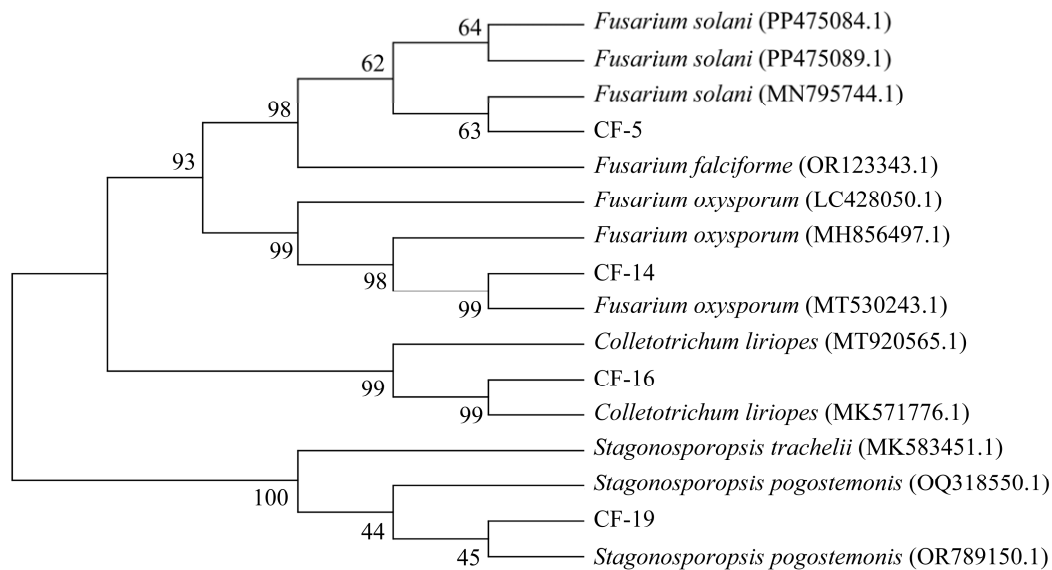 64
Fusarium solani (PP475084.1)
62
Fusarium solani (PP475089.1)
98
Fusarium solani (MN795744.1)
63
CF-5
93
Fusarium falciforme (OR123343.1)
Fusarium oxysporum (LC428050.1)
99
Fusarium oxysporum (MH856497.1)
98
CF-14
99
Fusarium oxysporum (MT530243.1)
Colletotrichum liriopes (MT920565.1)
99
CF-16
99
Colletotrichum liriopes (MK571776.1)
Stagonosporopsis trachelii (MK583451.1)
100
Stagonosporopsis pogostemonis (OQ318550.1)
44
CF-19
45
Stagonosporopsis pogostemonis (OR789150.1)